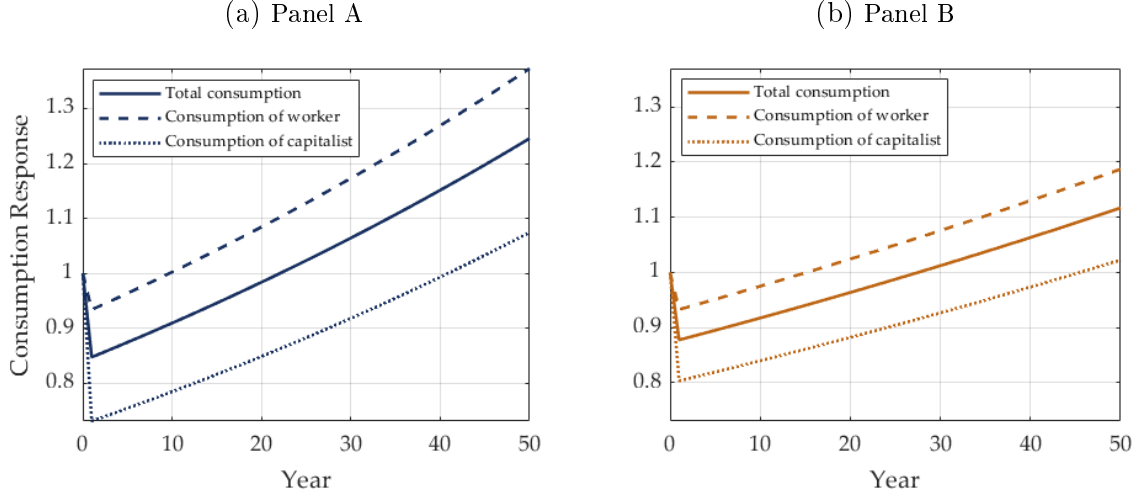 (a) Panel A
Consumption Response
1.3
1.2
1.1
1
0.9
0.8
Total consumption
Consumption of worker
Consumption of capitalist
0 10 20 30 40 50
Year
(b) Panel B
1.3
1.2
1.1
1
0.9
0.8
Total consumption
Consumption of worker
Consumption of capitalist
0 10 20 30 40 50
Year